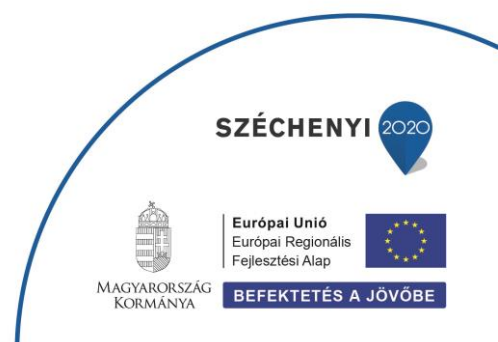 SZÉCHENYI 2020
Európai Unió
Európai Regionális
Fejlesztési Alap
MAGYARORSZÁG
KORMÁNYA
BEFEKTETÉS A JÖVŐBE